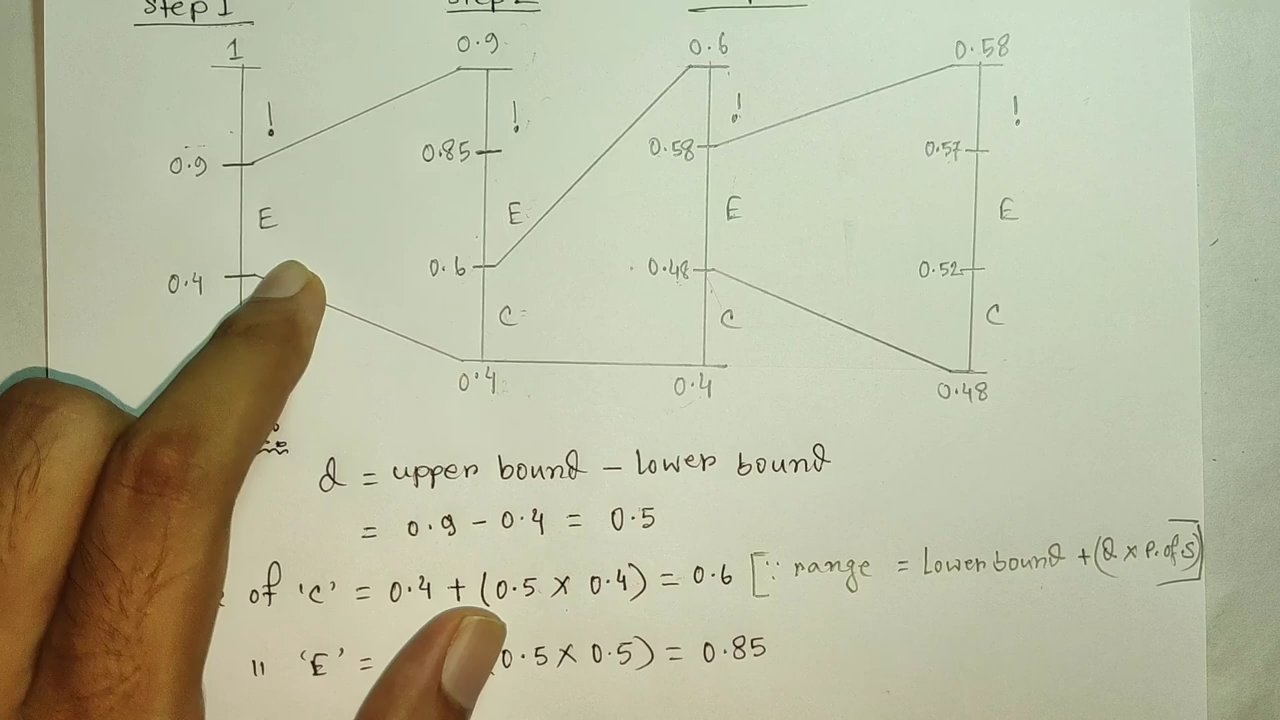 Step 1 Step 2
1 0.9 0.6 0.58
! ! ! !
0.9 0.85 0.58 0.57
E E E E
0.4 0.6 0.48 0.52
C C C
0.4 0.4 0.48
d = upper bound - lower bound
= 0.9 - 0.4 = 0.5
of 'C' = 0.4 + (0.5 × 0.4) = 0.6 [∵ range = Lower bound + (d × P. of S)]
" 'E' = 0.5 × 0.5) = 0.85